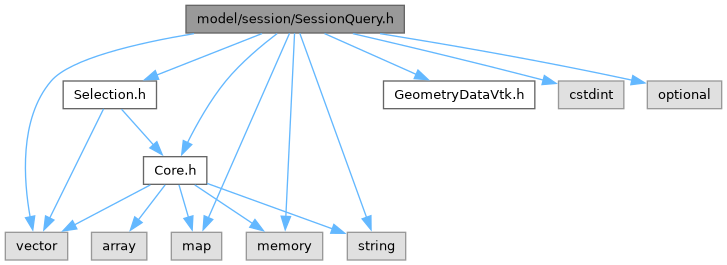 model/session/SessionQuery.h
Selection.h
GeometryDataVtk.h
cstdint
optional
Core.h
vector
array
map
memory
string